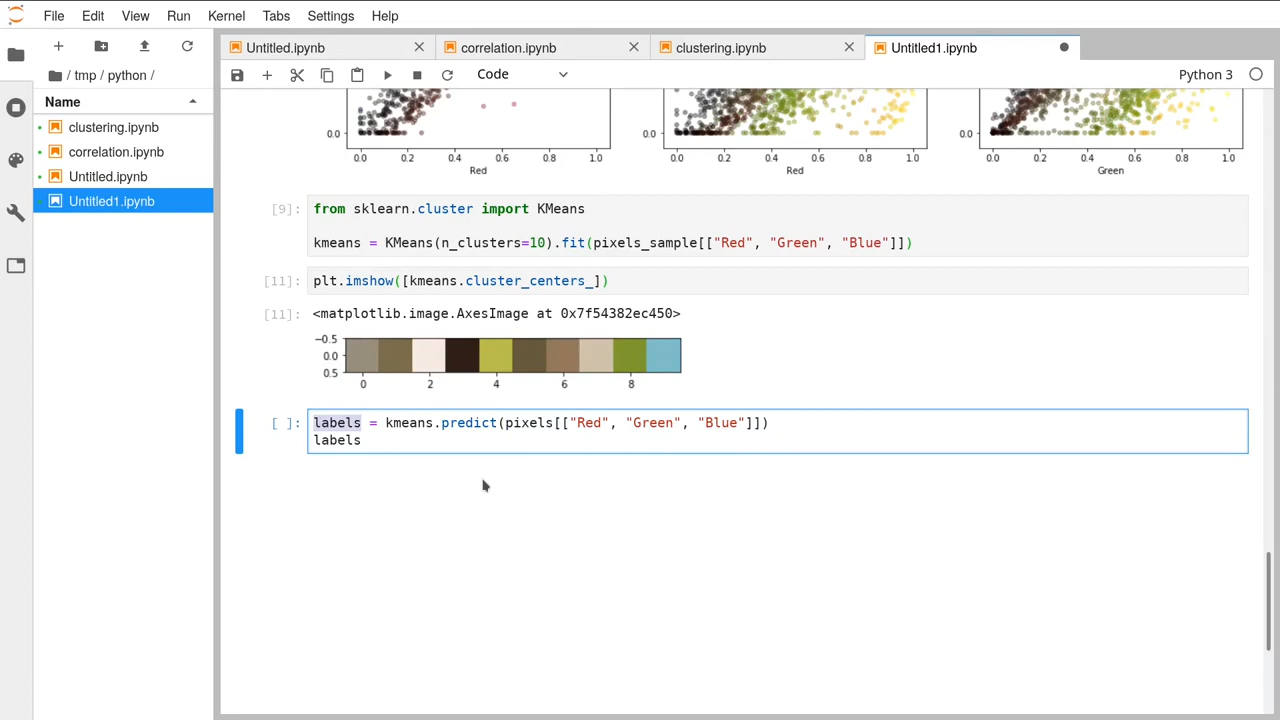 File Edit View Run Kernel Tabs Settings Help
Untitled.ipynb correlation.ipynb clustering.ipynb Untitled1.ipynb
Code Python 3
/ tmp / python /
Name
clustering.ipynb
correlation.ipynb
Untitled.ipynb
Untitled1.ipynb
0.0 0.0 0.0
0.0 0.2 0.4 0.6 0.8 1.0 0.0 0.2 0.4 0.6 0.8 1.0 0.0 0.2 0.4 0.6 0.8 1.0
Red Red Green
[9]: from sklearn.cluster import KMeans
kmeans = KMeans(n_clusters=10).fit(pixels_sample[["Red", "Green", "Blue"]])
[11]: plt.imshow([kmeans.cluster_centers_])
[11]: <matplotlib.image.AxesImage at 0x7f54382ec450>
−0.5
0.0
0.5
0 2 4 6 8
[ ]: labels = kmeans.predict(pixels[["Red", "Green", "Blue"]])
labels